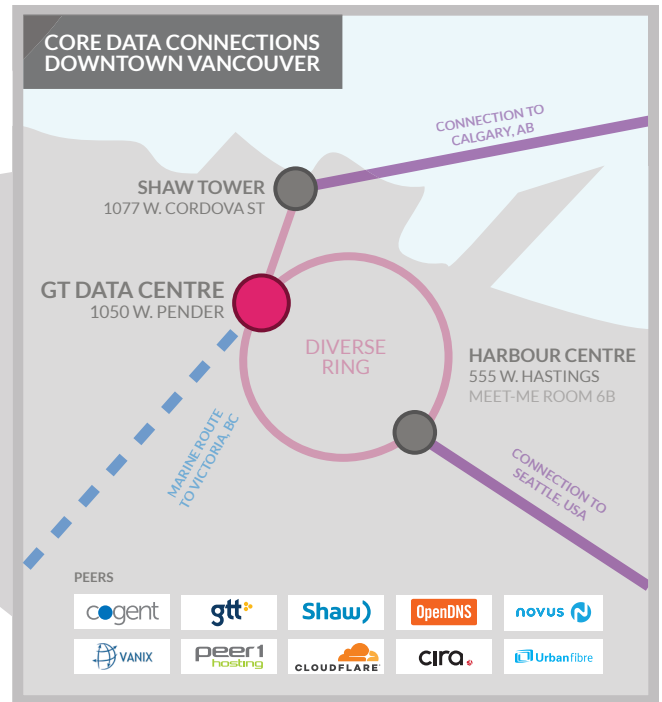 CORE DATA CONNECTIONS
DOWNTOWN VANCOUVER
CONNECTION TO
CALGARY, AB
SHAW TOWER
1077 W. CORDOVA ST
GT DATA CENTRE
1050 W. PENDER
DIVERSE
RING
HARBOUR CENTRE
555 W. HASTINGS
MEET-ME ROOM 6B
MARINE ROUTE
TO VICTORIA, BC
CONNECTION TO
SEATTLE, USA
PEERS
cogent
gtt
Shaw)
OpenDNS
novus
VANIX
peer1
hosting
CLOUDFLARE
cira.
Urbanfibre